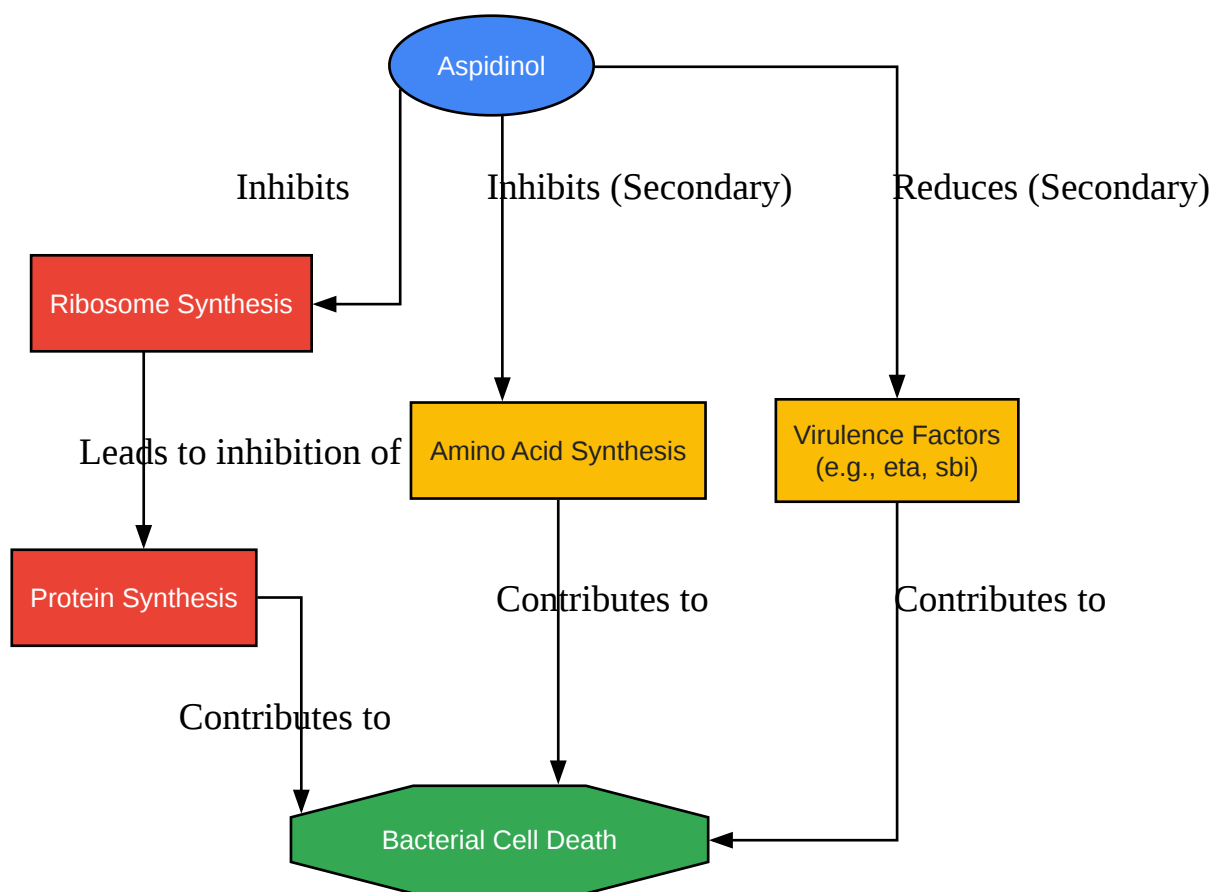 Aspidinol
Inhibits
Inhibits (Secondary)
Reduces (Secondary)
Ribosome Synthesis
Leads to inhibition of
Amino Acid Synthesis
Virulence Factors
(e.g., eta, sbi)
Protein Synthesis
Contributes to
Contributes to
Contributes to
Bacterial Cell Death